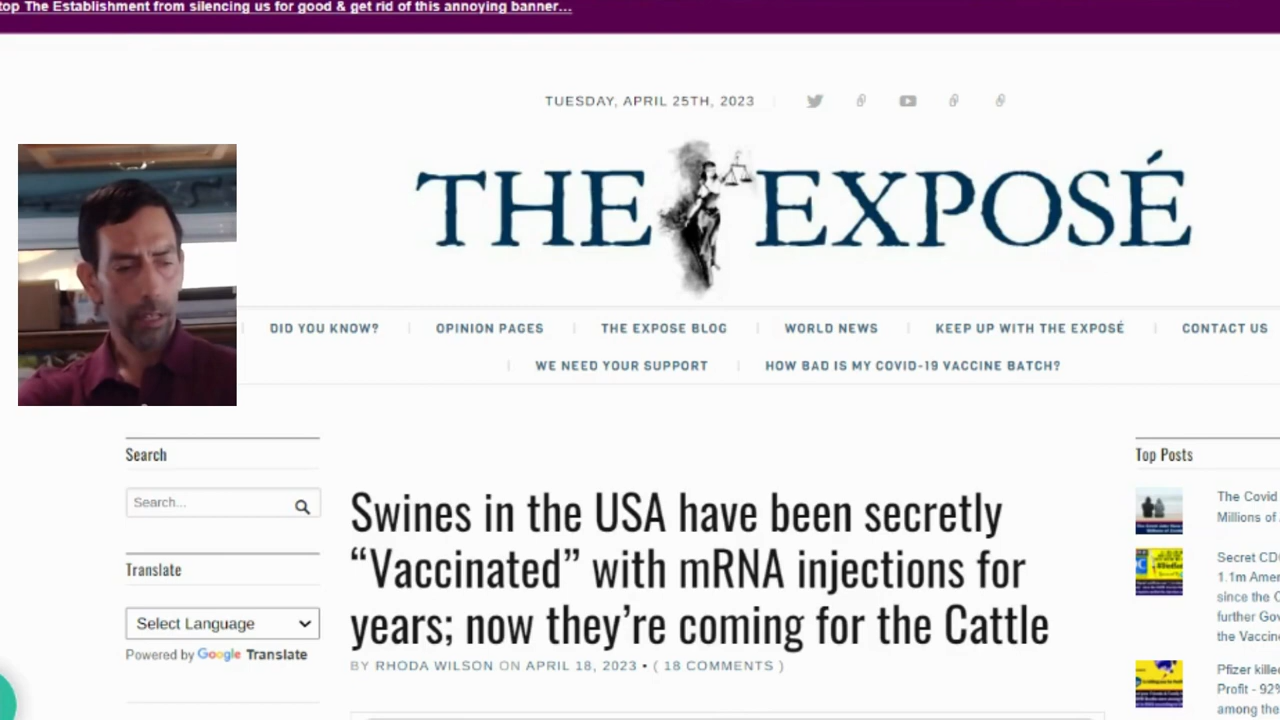 top The Establishment from silencing us for good & get rid of this annoying banner...
TUESDAY, APRIL 25TH, 2023
THE EXPOSÉ
DID YOU KNOW?
OPINION PAGES
THE EXPOSE BLOG
WORLD NEWS
KEEP UP WITH THE EXPOSÉ
CONTACT US
WE NEED YOUR SUPPORT
HOW BAD IS MY COVID-19 VACCINE BATCH?
Search
Search...
Translate
Select Language
Powered by Google Translate
Swines in the USA have been secretly
“Vaccinated” with mRNA injections for
years; now they’re coming for the Cattle
BY RHODA WILSON ON APRIL 18, 2023 • ( 18 COMMENTS )
Top Posts
The Covid
Millions of
Secret CDC
1.1m Amer
since the C
further Gov
the Vaccine
Pfizer killed
Profit - 92%
among the